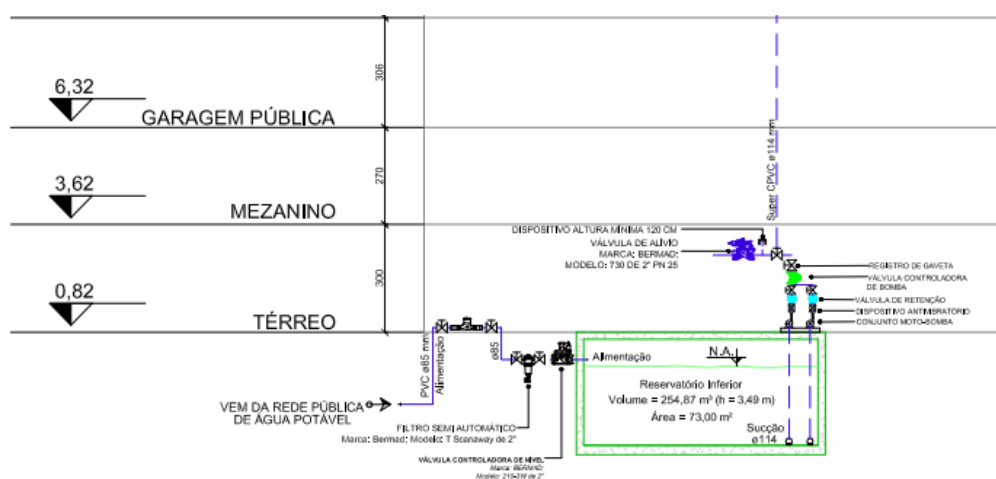 306
6,32
GARAGEM PÚBLICA
Super CPVC ø114 mm
270
3,62
MEZANINO
DISPOSITIVO ALTURA MÍNIMA 120 CM
VÁLVULA DE ALÍVIO
MARCA: BERMAD;
MODELO: 730 DE 2" PN 25
REGISTRO DE GAVETA
VÁLVULA CONTROLADORA
DE BOMBA
300
0,82
TÉRREO
VÁLVULA DE RETENÇÃO
DISPOSITIVO ANTIVIBRATÓRIO
CONJUNTO MOTO-BOMBA
PVC ø85 mm
Alimentação
ø85
Alimentação
N.A.
Reservatório Inferior
Volume = 254,87 m³ (h = 3,49 m)
Área = 73,00 m²
VEM DA REDE PÚBLICA
DE ÁGUA POTÁVEL
FILTRO SEMI AUTOMÁTICO
Marca: Bermad; Modelo: T Scanaway de 2"
Sucção
ø114
VÁLVULA CONTROLADORA DE NÍVEL
Marca: BERMAD;